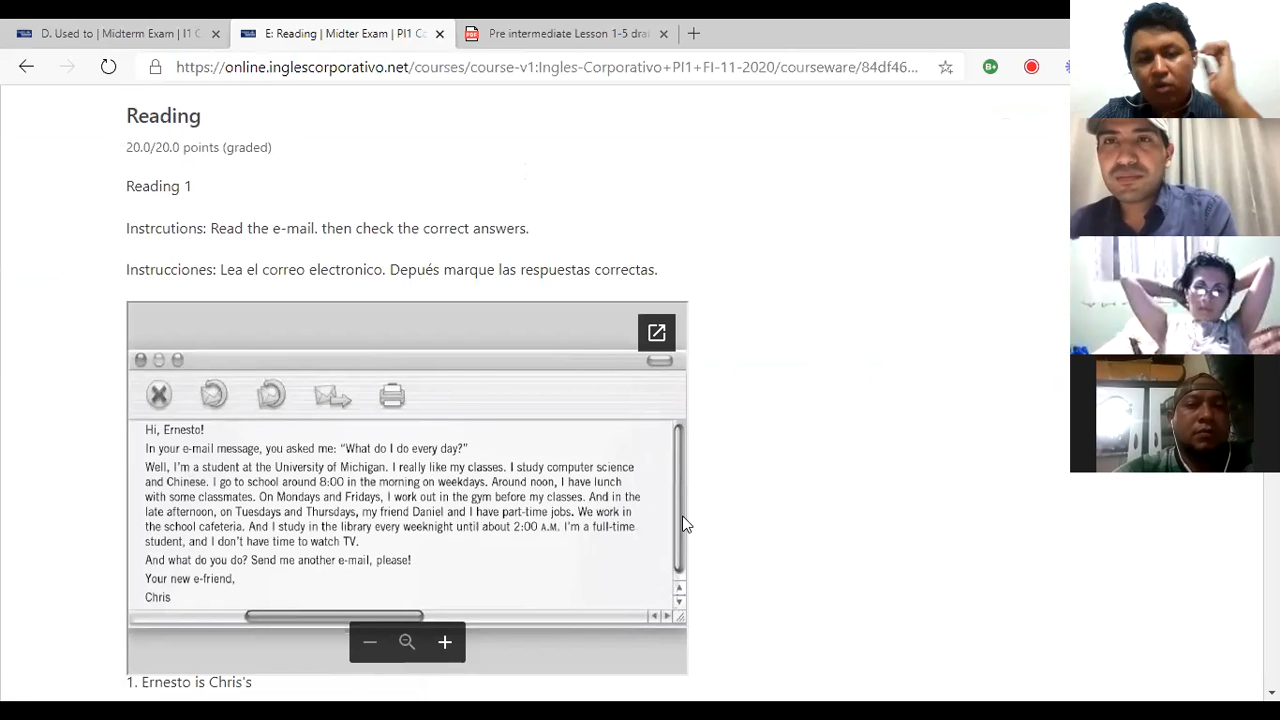 D. Used to | Midterm Exam | I1 C
E: Reading | Midter Exam | PI1 Co
Pre intermediate Lesson 1-5 dra
https://online.inglescorporativo.net/courses/course-v1:Ingles-Corporativo+PI1+FI-11-2020/courseware/84df46...
Reading
20.0/20.0 points (graded)
Reading 1
Instrcutions: Read the e-mail. then check the correct answers.
Instrucciones: Lea el correo electronico. Depués marque las respuestas correctas.
Hi, Ernesto!
In your e-mail message, you asked me: “What do I do every day?”
Well, I'm a student at the University of Michigan. I really like my classes. I study computer science
and Chinese. I go to school around 8:00 in the morning on weekdays. Around noon, I have lunch
with some classmates. On Mondays and Fridays, I work out in the gym before my classes. And in the
late afternoon, on Tuesdays and Thursdays, my friend Daniel and I have part-time jobs. We work in
the school cafeteria. And I study in the library every weeknight until about 2:00 A.M. I'm a full-time
student, and I don't have time to watch TV.
And what do you do? Send me another e-mail, please!
Your new e-friend,
Chris
1. Ernesto is Chris's